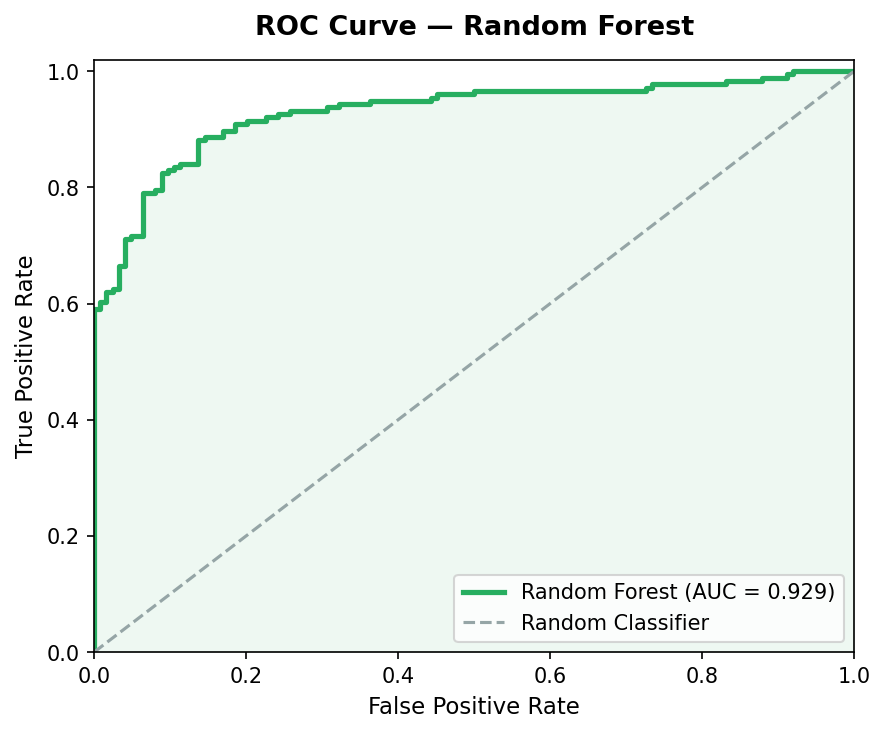 ROC Curve — Random Forest
1.0
0.8
0.6
0.4
0.2
0.0
True Positive Rate
Random Forest (AUC = 0.929)
Random Classifier
0.0 0.2 0.4 0.6 0.8 1.0
False Positive Rate